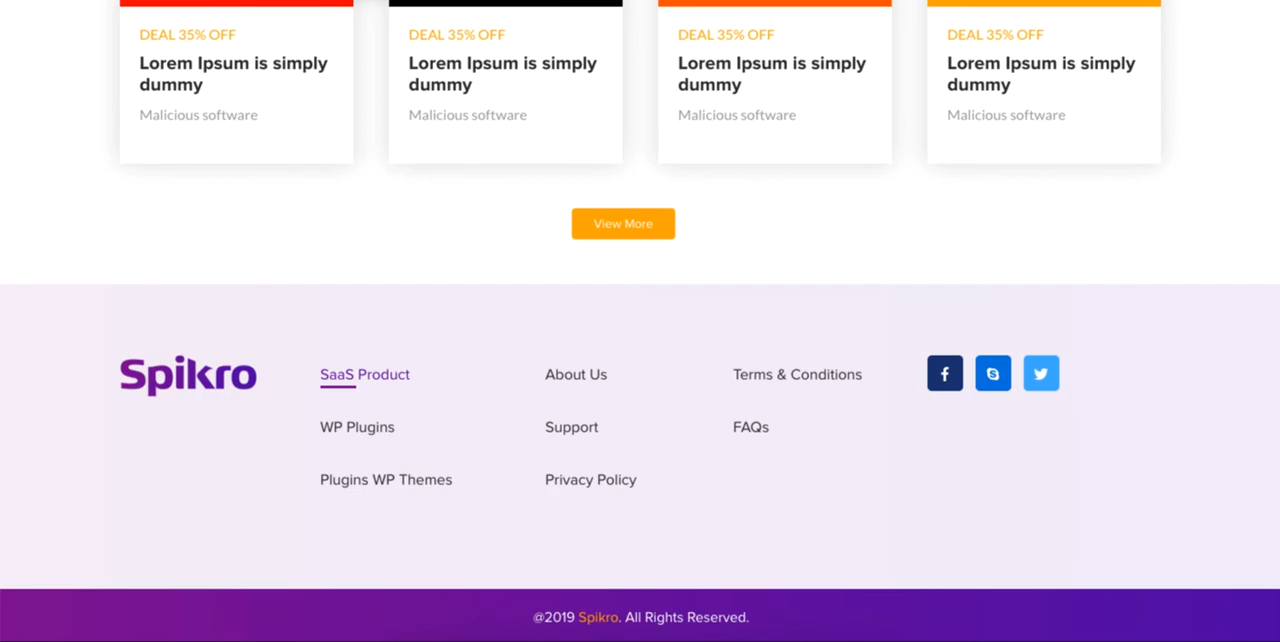 DEAL 35% OFF
Lorem Ipsum is simply
dummy
Malicious software
DEAL 35% OFF
Lorem Ipsum is simply
dummy
Malicious software
DEAL 35% OFF
Lorem Ipsum is simply
dummy
Malicious software
DEAL 35% OFF
Lorem Ipsum is simply
dummy
Malicious software
View More
Spikro
SaaS Product
WP Plugins
Plugins WP Themes
About Us
Support
Privacy Policy
Terms & Conditions
FAQs
@2019 Spikro. All Rights Reserved.